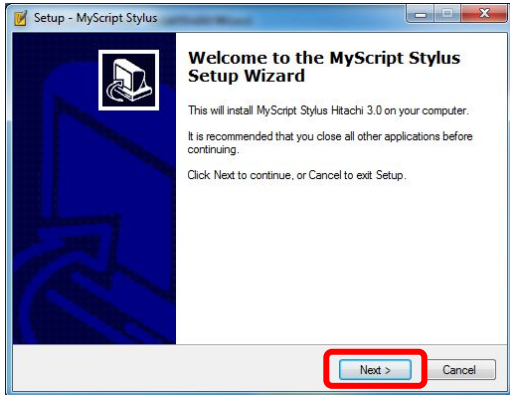 Setup - MyScript Stylus
Welcome to the MyScript Stylus
Setup Wizard
This will install MyScript Stylus Hitachi 3.0 on your computer.
It is recommended that you close all other applications before
continuing.
Click Next to continue, or Cancel to exit Setup.
Next >
Cancel